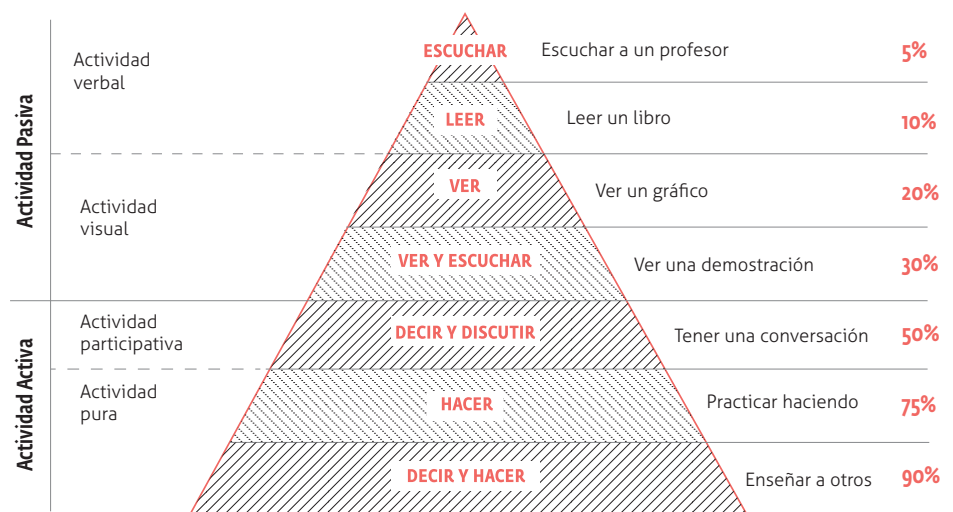 Actividad Pasiva
Actividad
verbal
ESCUCHAR
Escuchar a un profesor
5%
LEER
Leer un libro
10%
Actividad
visual
VER
Ver un gráfico
20%
VER Y ESCUCHAR
Ver una demostración
30%
Actividad Activa
Actividad
participativa
DECIR Y DISCUTIR
Tener una conversación
50%
Actividad
pura
HACER
Practicar haciendo
75%
DECIR Y HACER
Enseñar a otros
90%